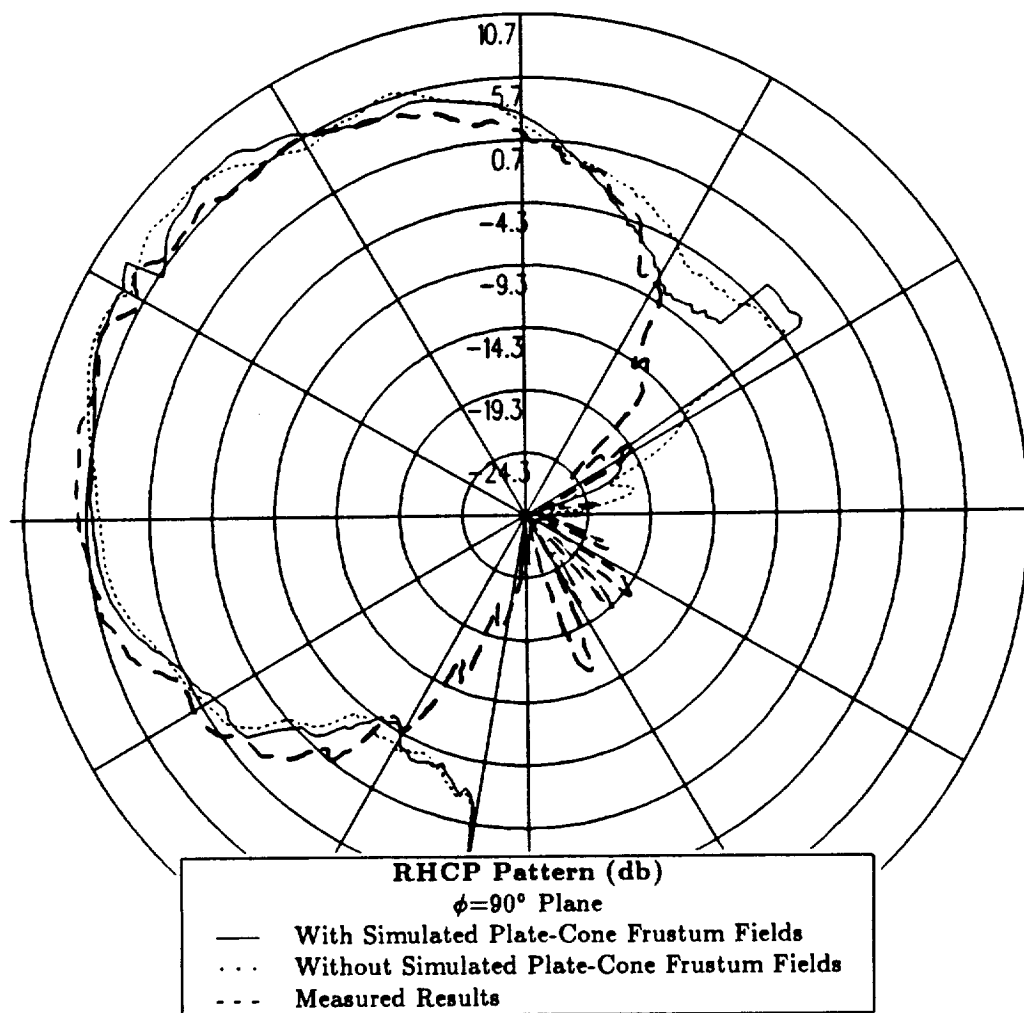 10.7
5.7
0.7
-4.3
-9.3
-14.3
-19.3
-24.3
RHCP Pattern (db)
ϕ=90° Plane
—— With Simulated Plate-Cone Frustum Fields
· · · Without Simulated Plate-Cone Frustum Fields
- - - Measured Results